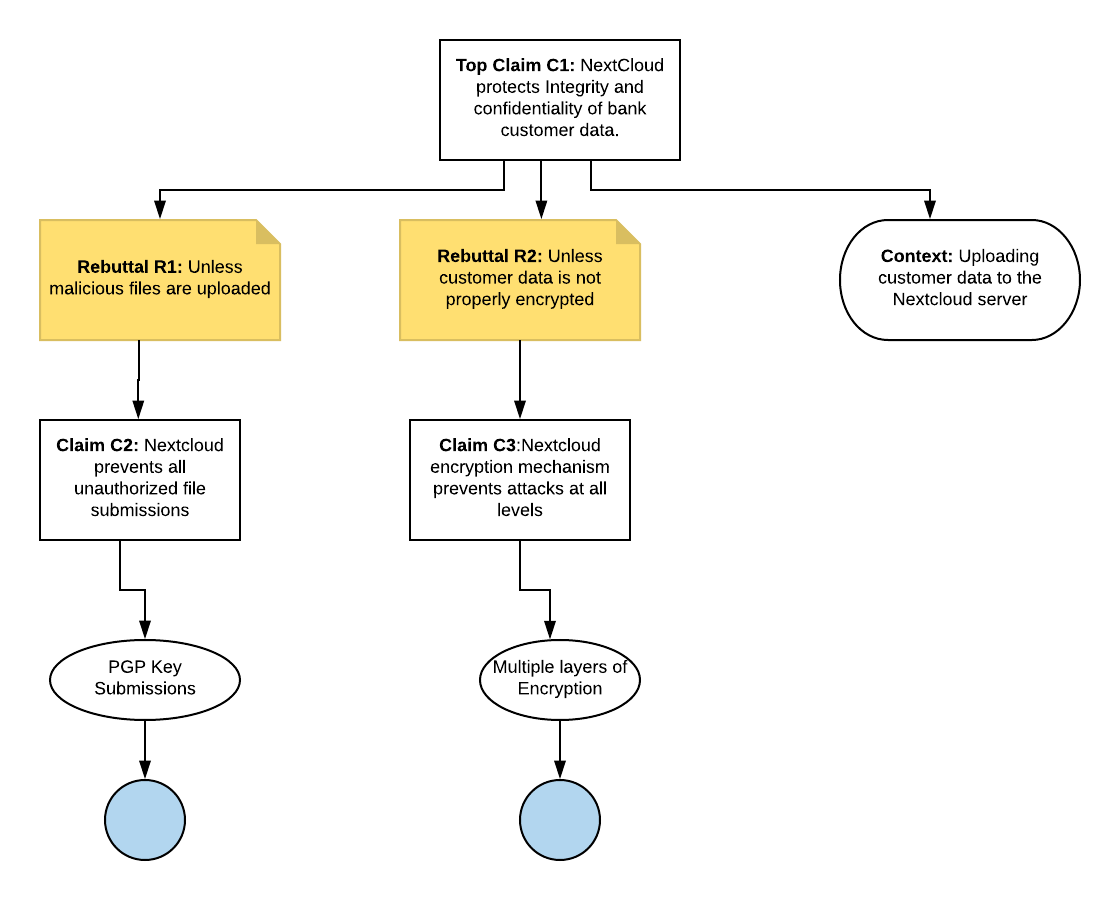 Top Claim C1: NextCloud
protects Integrity and
confidentiality of bank
customer data.
Rebuttal R1: Unless
malicious files are uploaded
Rebuttal R2: Unless
customer data is not
properly encrypted
Context: Uploading
customer data to the
Nextcloud server
Claim C2: Nextcloud
prevents all
unauthorized file
submissions
Claim C3:Nextcloud
encryption mechanism
prevents attacks at all
levels
PGP Key
Submissions
Multiple layers of
Encryption